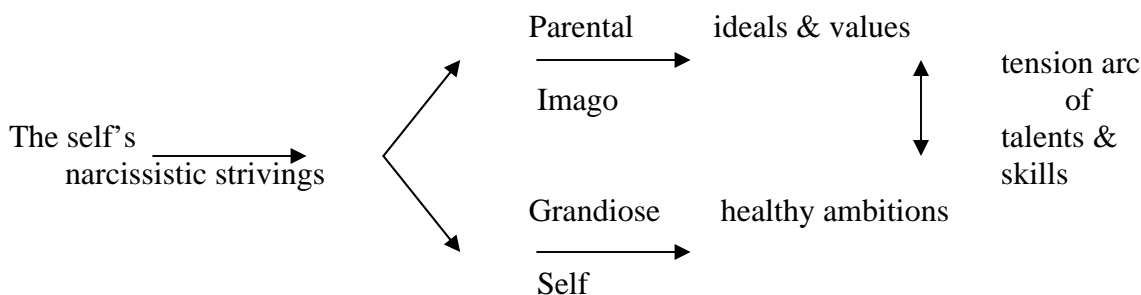 The self’s
narcissistic strivings
Parental
Imago
ideals & values
Grandiose
Self
healthy ambitions
tension arc
of
talents &
skills